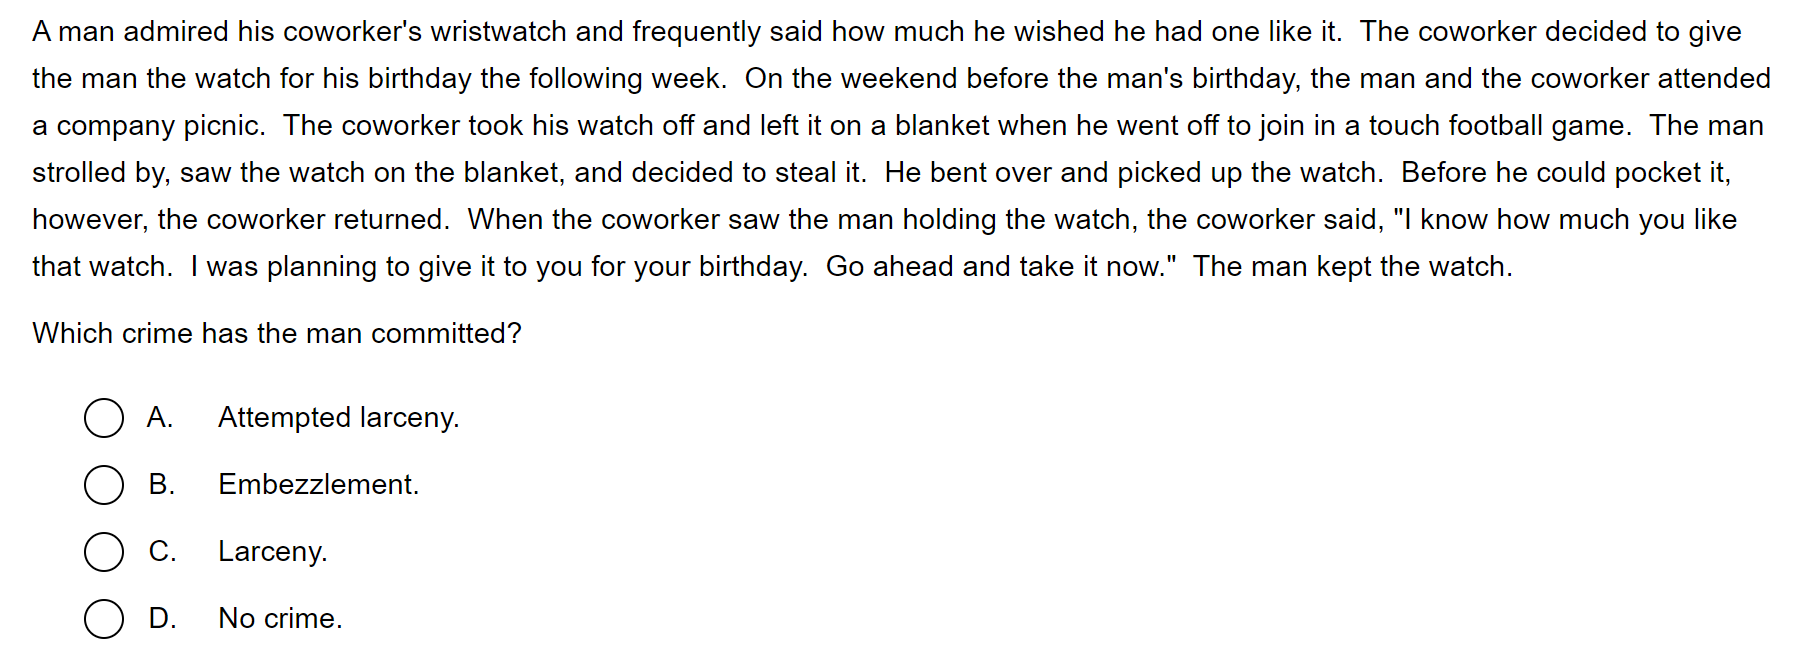 A man admired his coworker's wristwatch and frequently said how much he wished he had one like it.  The coworker decided to give
the man the watch for his birthday the following week.  On the weekend before the man's birthday, the man and the coworker attended
a company picnic.  The coworker took his watch off and left it on a blanket when he went off to join in a touch football game.  The man
strolled by, saw the watch on the blanket, and decided to steal it.  He bent over and picked up the watch.  Before he could pocket it,
however, the coworker returned.  When the coworker saw the man holding the watch, the coworker said, "I know how much you like
that watch.  I was planning to give it to you for your birthday.  Go ahead and take it now."  The man kept the watch.
Which crime has the man committed?
A. Attempted larceny.
B. Embezzlement.
C. Larceny.
D. No crime.